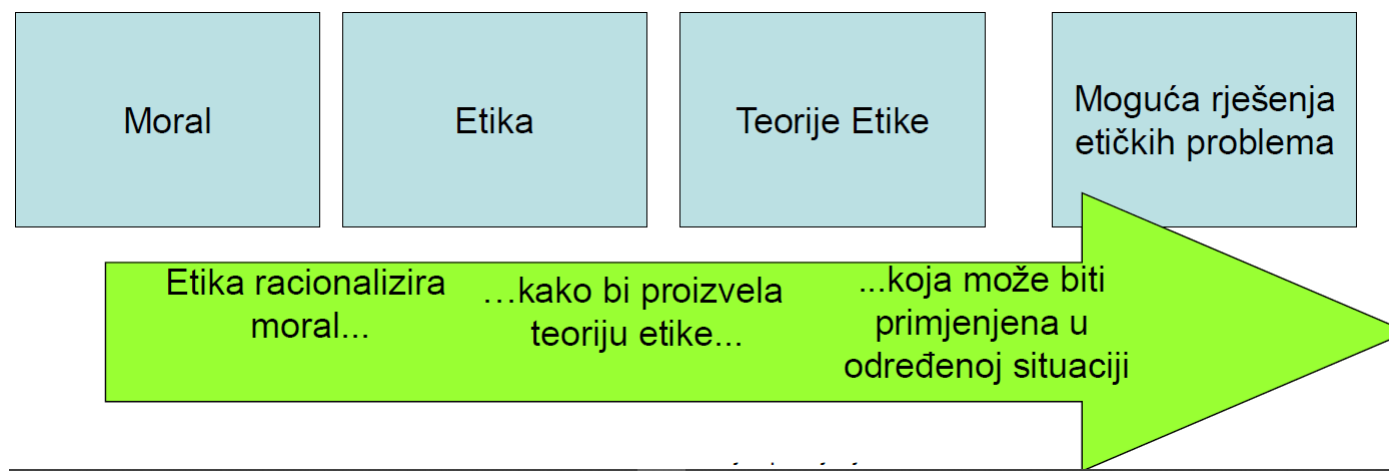 Moral
Etika
Teorije Etike
Moguća rješenja
etičkih problema
Etika racionalizira
moral...
...kako bi proizvela
teoriju etike...
...koja može biti
primjenjena u
određenoj situaciji